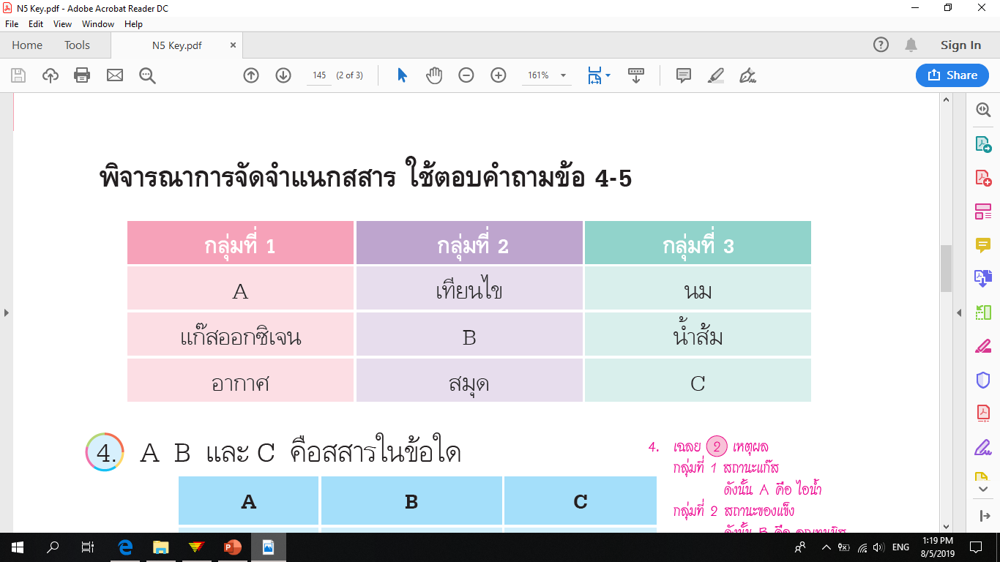 N5 Key.pdf - Adobe Acrobat Reader DC
File Edit View Window Help
Home Tools N5 Key.pdf × Sign In
145 (2 of 3) 161% Share
พิจารณาการจัดจำแนกสสาร ใช้ตอบคำถามข้อ 4-5
กลุ่มที่ 1 กลุ่มที่ 2 กลุ่มที่ 3
A เทียนไข นม
แก๊สออกซิเจน B น้ำส้ม
อากาศ สมุด C
4. A B และ C คือสสารในข้อใด
A B C
4. เฉลย 2 เหตุผล
กลุ่มที่ 1 สถานะแก๊ส
ดังนั้น A คือ ไอน้ำ
กลุ่มที่ 2 สถานะของแข็ง
ดังนั้น B คือ
ENG 1:19 PM
8/5/2019